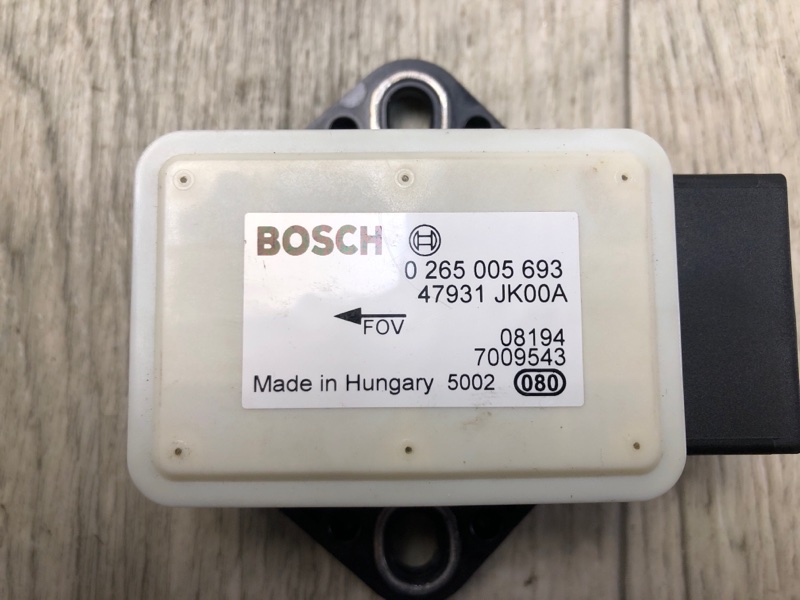 BOSCH
0 265 005 693
47931 JK00A
FOV
08194
7009543
Made in Hungary 5002 080